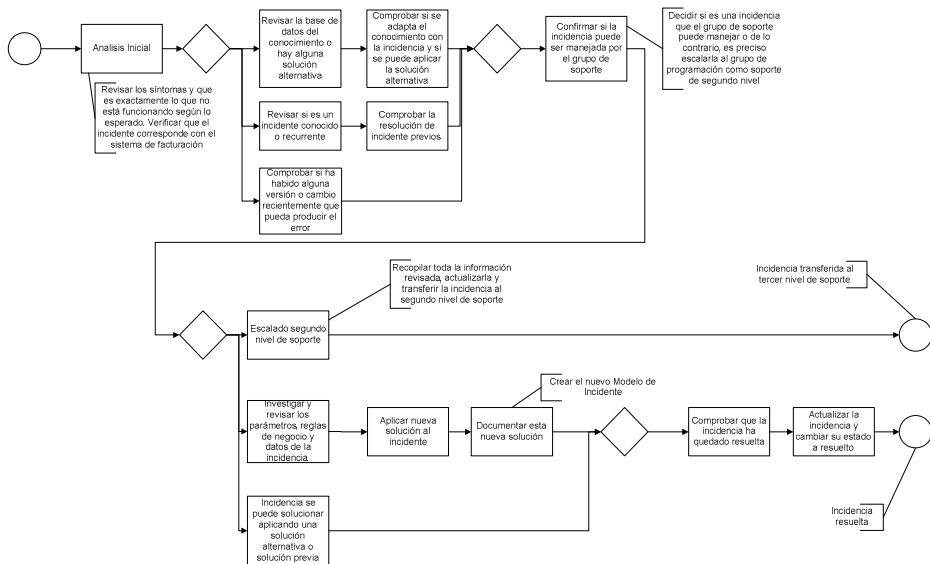 Analisis Inicial
Revisar los síntomas y que
es exactamente lo que no
está funcionando según lo
esperado. Verificar que el
incidente corresponde con el
sistema de facturación
Revisar la base de
datos del
conocimiento o
hay alguna
solución
alternativa
Comprobar si se
adapta el
conocimiento con
la incidencia y si
se puede aplicar
la solución
alternativa
Revisar si es un
incidente conocido
o recurrente
Comprobar la
resolución de
incidente previos.
Comprobar si ha
habido alguna
versión o cambio
recientemente que
pueda producir el
error
Confirmar si la
incidencia puede
ser manejada por
el grupo de
soporte
Decidir si es una incidencia
que el grupo de soporte
puede manejar o de lo
contrario, es preciso
escalarla al grupo de
programación como soporte
de segundo nivel
Recopilar toda la información
revisada, actualizarla y
transferir la incidencia al
segundo nivel de soporte
Incidencia transferida al
tercer nivel de soporte
Escalado segundo
nivel de soporte
Investigar y
revisar los
parámetros, reglas
de negocio y
datos de la
incidencia.
Aplicar nueva
solución al
incidente
Documentar esta
nueva solución
Crear el nuevo Modelo de
Incidente
Comprobar que la
incidencia ha
quedado resuelta
Actualizar la
incidencia y
cambiar su estado
a resuelto
Incidencia
resuelta
Incidencia se
puede solucionar
aplicando una
solución
alternativa o
solución previa